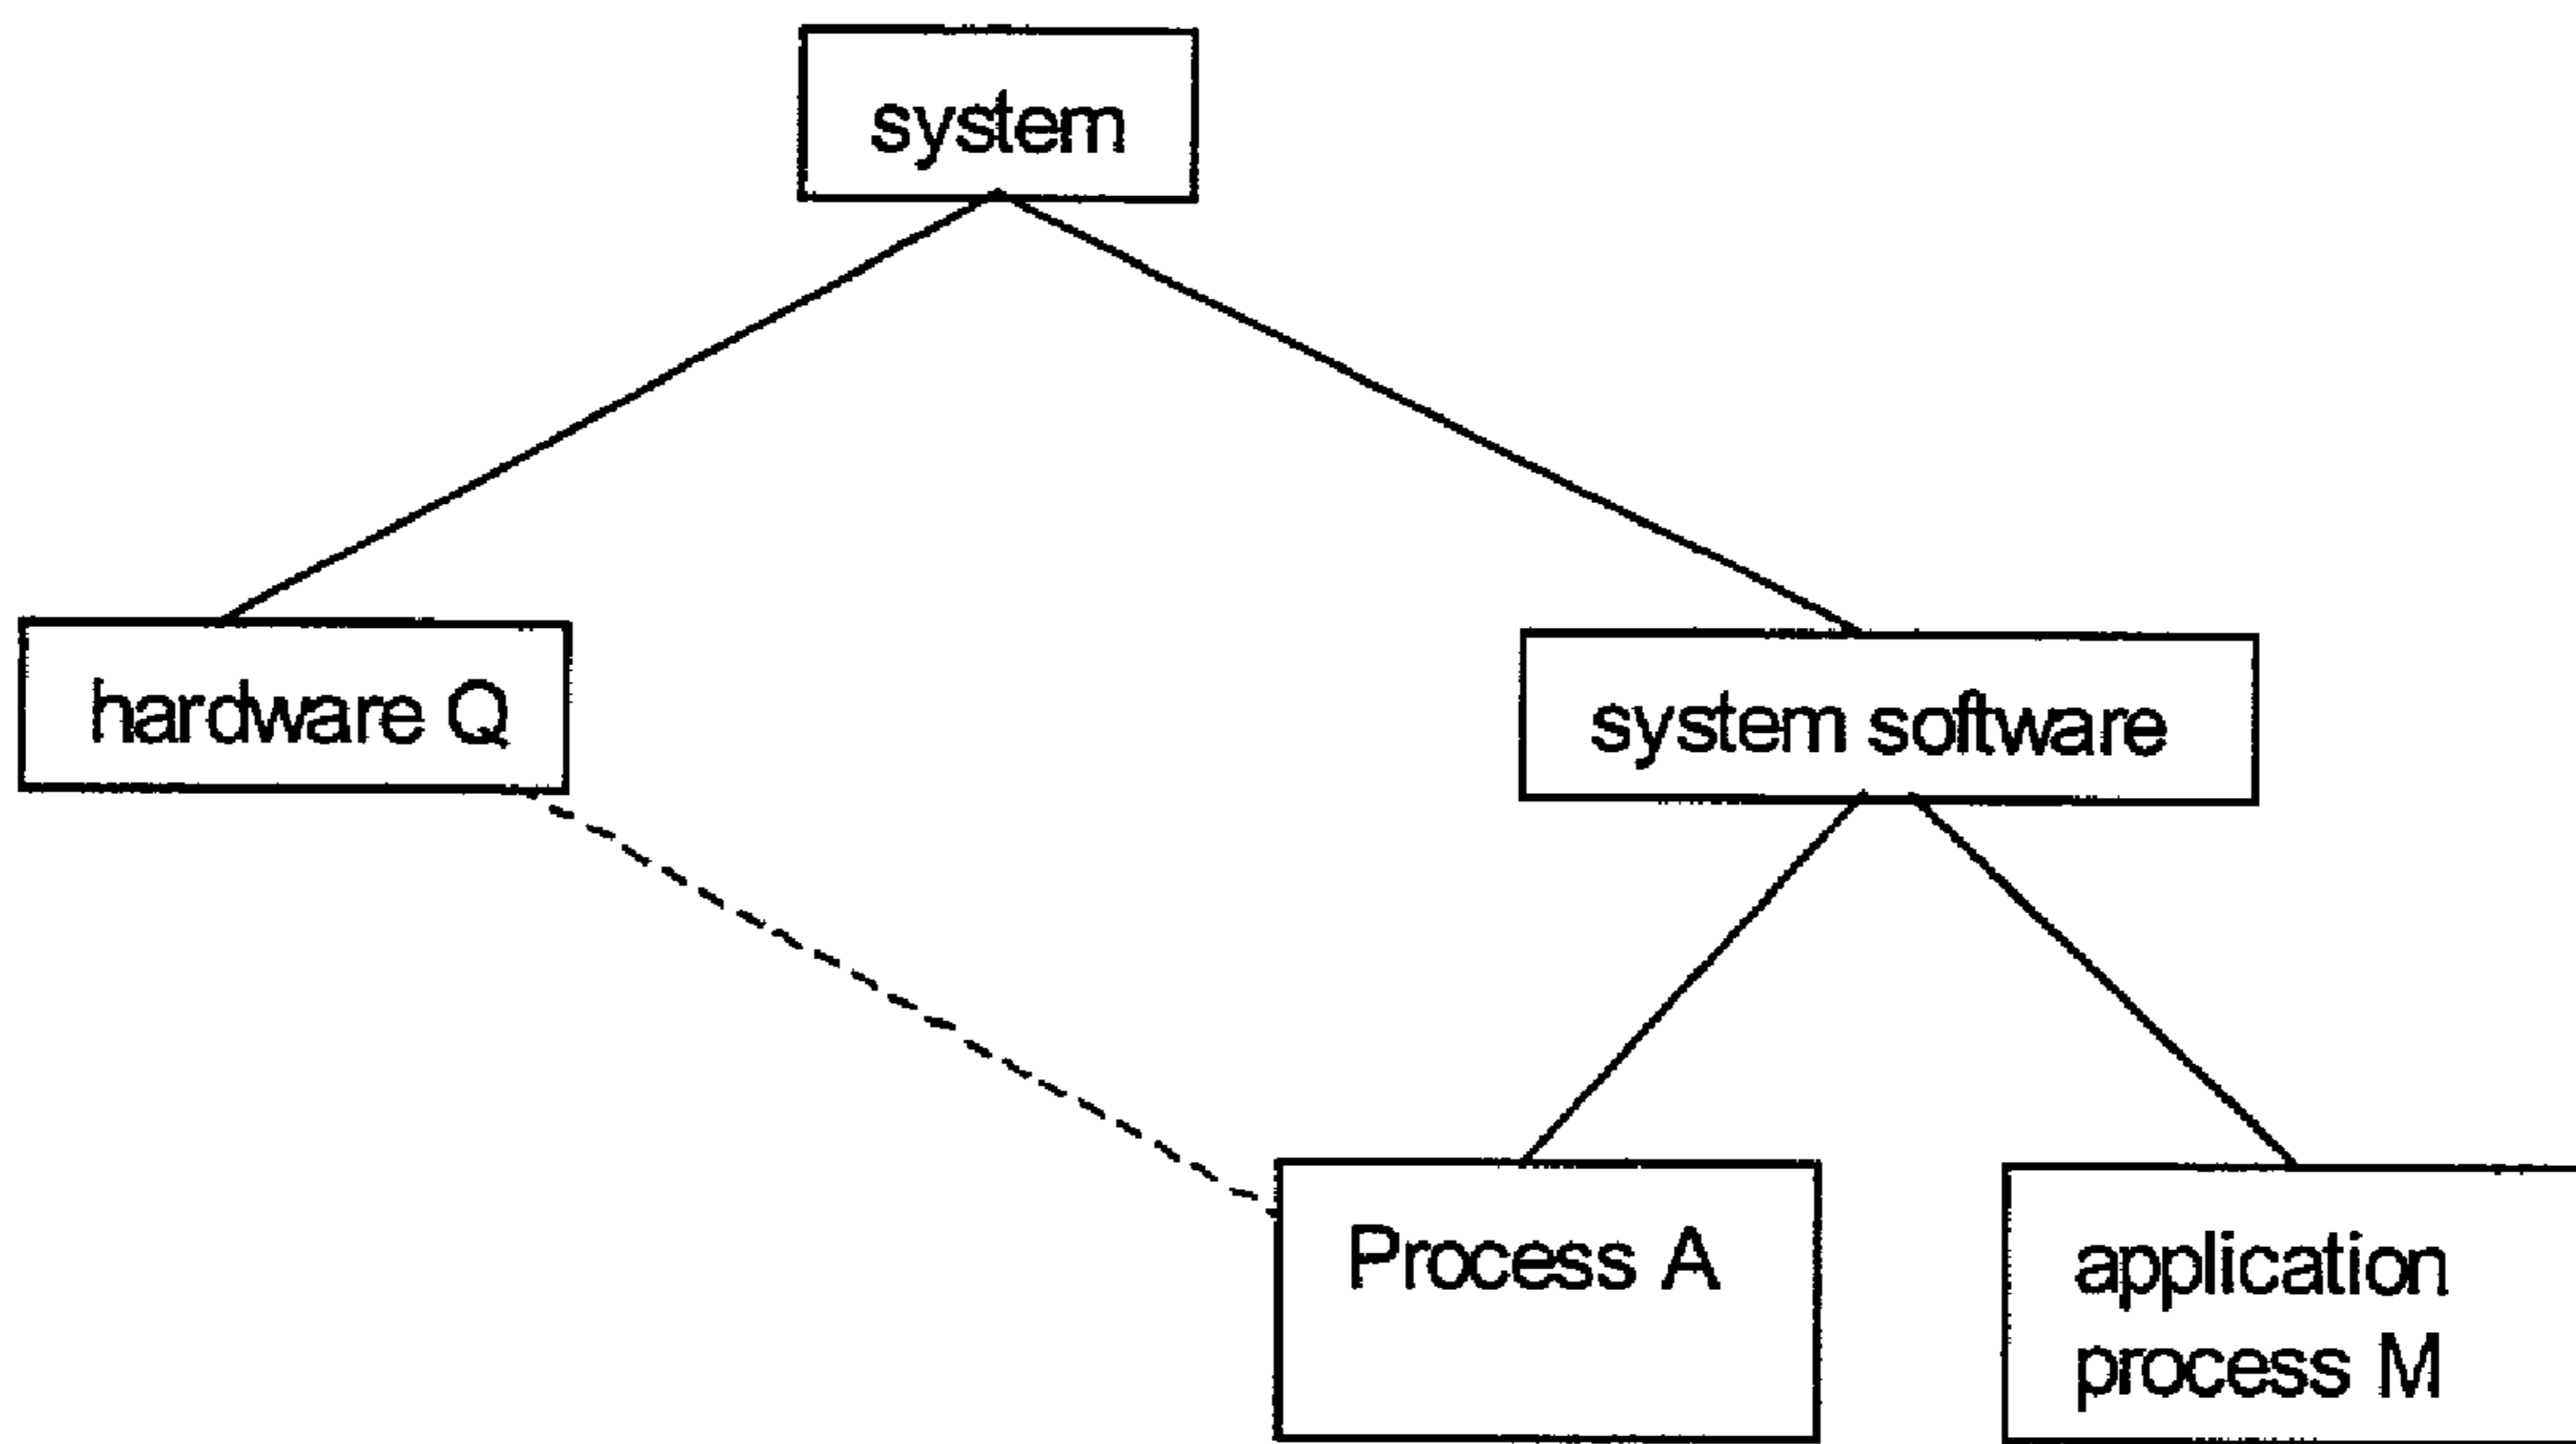 system
hardware Q
system software
Process A
application
process M